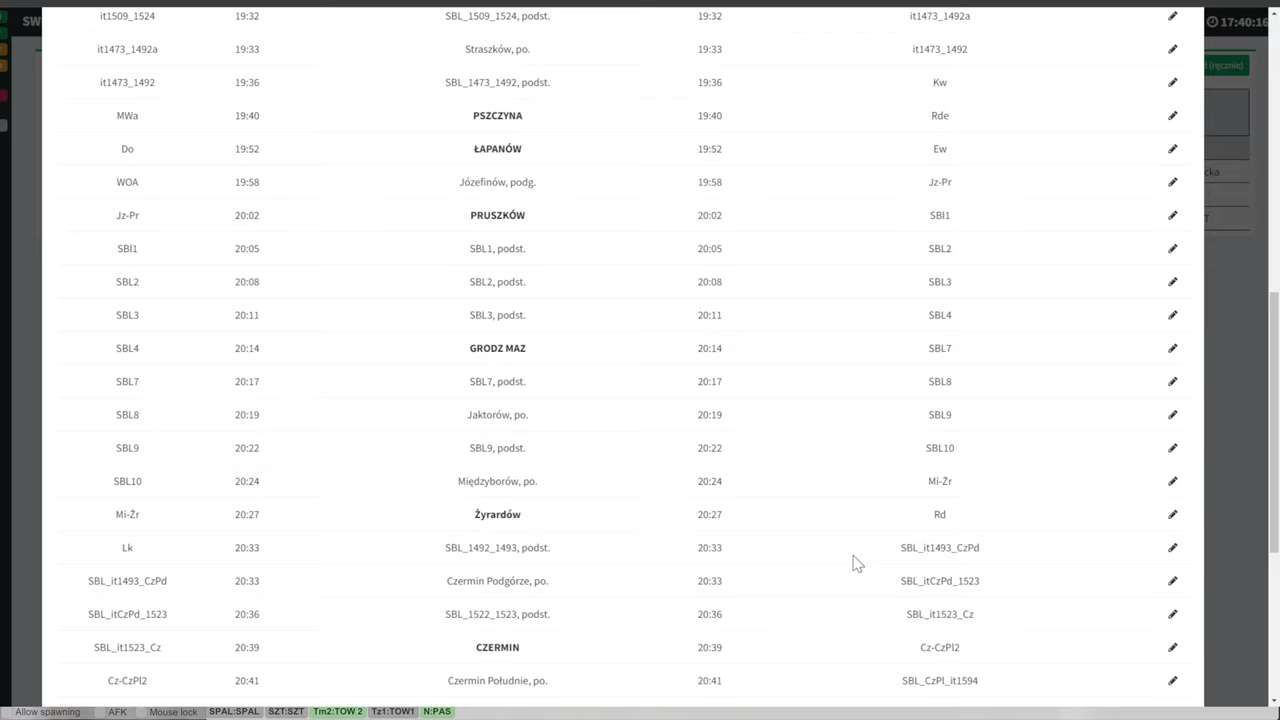 it1509_1524 19:32 SBL_1509_1524, podst. 19:32 it1473_1492a
SW 17:40:16
it1473_1492a 19:33 Straszków, po. 19:33 it1473_1492
d (ręcznie)
it1473_1492 19:36 SBL_1473_1492, podst. 19:36 Kw
MWa 19:40 PSZCZYNA 19:40 Rde
Do 19:52 ŁAPANÓW 19:52 Ew
cka
WOA 19:58 Józefinów, podg. 19:58 Jz-Pr
Jz-Pr 20:02 PRUSZKÓW 20:02 SBl1
T
SBl1 20:05 SBL1, podst. 20:05 SBL2
SBL2 20:08 SBL2, podst. 20:08 SBL3
SBL3 20:11 SBL3, podst. 20:11 SBL4
SBL4 20:14 GRODZ MAZ 20:14 SBL7
SBL7 20:17 SBL7, podst. 20:17 SBL8
SBL8 20:19 Jaktorów, po. 20:19 SBL9
SBL9 20:22 SBL9, podst. 20:22 SBL10
SBL10 20:24 Międzyborów, po. 20:24 Mi-Żr
Mi-Żr 20:27 Żyrardów 20:27 Rd
Lk 20:33 SBL_1492_1493, podst. 20:33 SBL_it1493_CzPd
SBL_it1493_CzPd 20:33 Czermin Podgórze, po. 20:33 SBL_itCzPd_1523
SBL_itCzPd_1523 20:36 SBL_1522_1523, podst. 20:36 SBL_it1523_Cz
SBL_it1523_Cz 20:39 CZERMIN 20:39 Cz-CzPl2
Cz-CzPl2 20:41 Czermin Południe, po. 20:41 SBL_CzPl_it1594
Allow spawning AFK Mouse lock SPAL:SPAL SZT:SZT Tm2:TOW 2 Tz1:TOW1 N:PAS